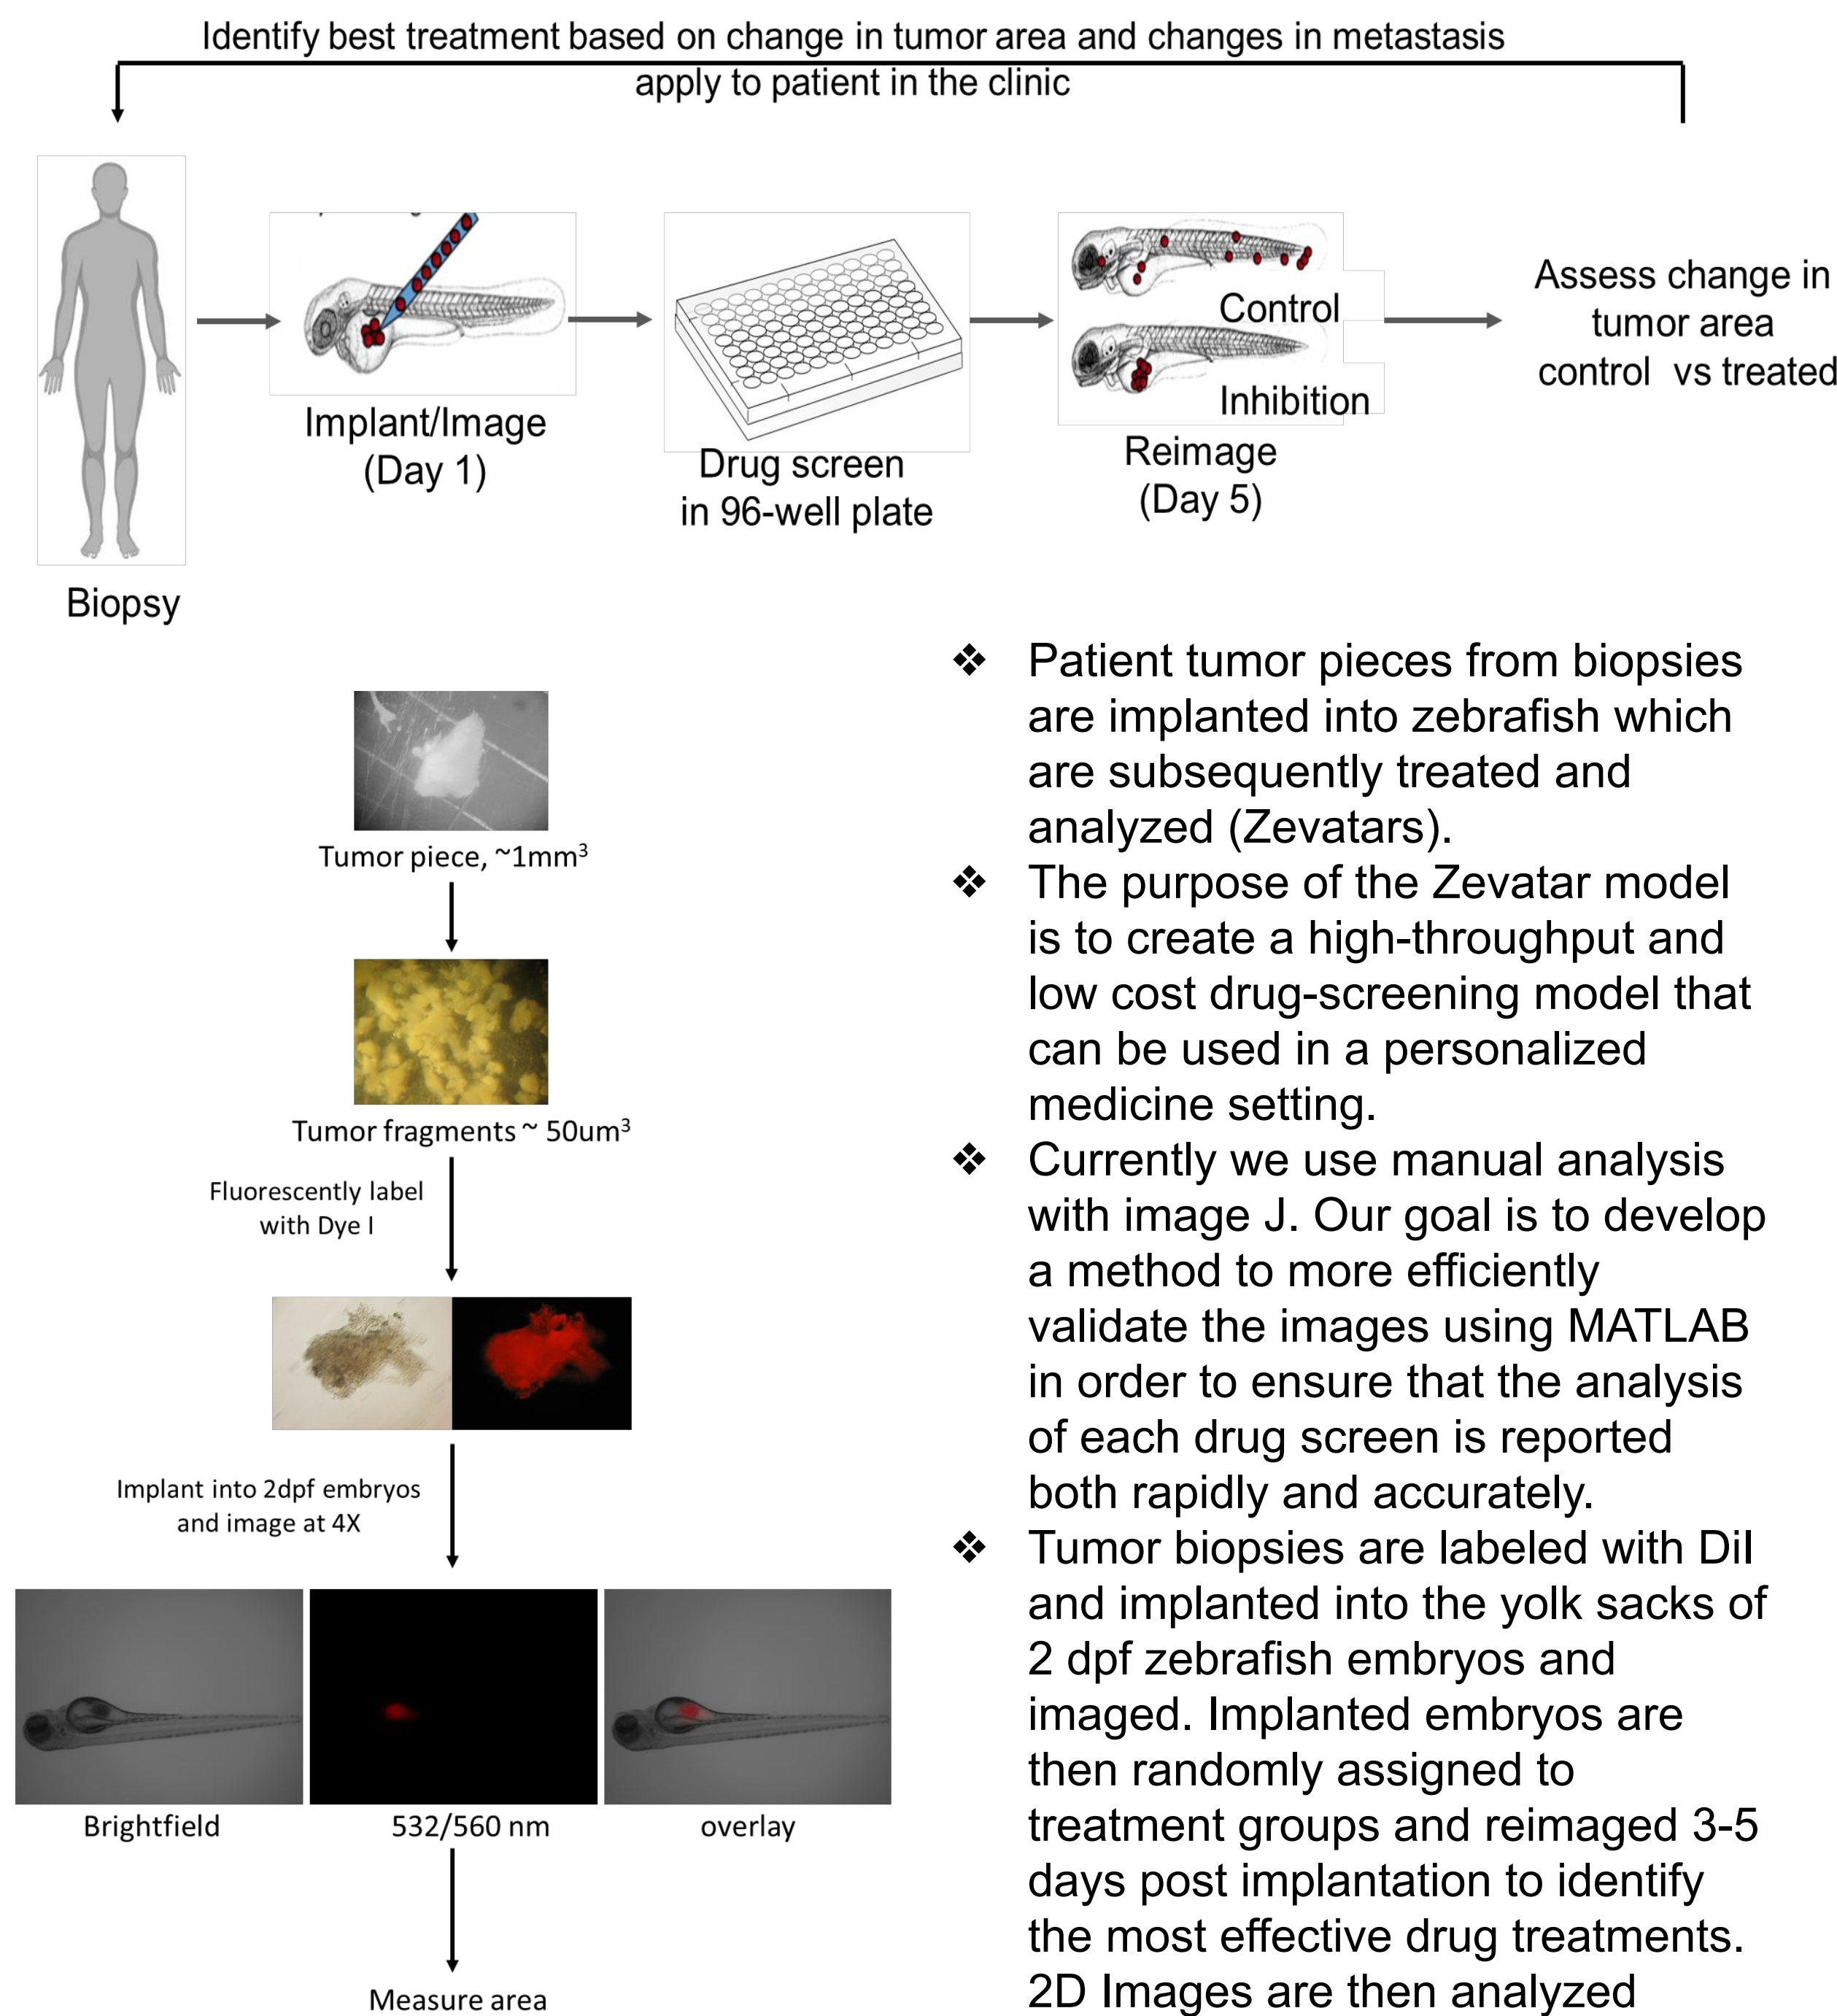 Identify best treatment based on change in tumor area and changes in metastasis
apply to patient in the clinic
Biopsy
Implant/Image
(Day 1)
Drug screen
in 96-well plate
Control
Inhibition
Reimage
(Day 5)
Assess change in
tumor area
control vs treated
Tumor piece, ~1mm³
Tumor fragments ~ 50um³
Fluorescently label
with Dye I
Implant into 2dpf embryos
and image at 4X
Brightfield
532/560 nm
overlay
Measure area
❖ Patient tumor pieces from biopsies
are implanted into zebrafish which
are subsequently treated and
analyzed (Zevatars).
❖ The purpose of the Zevatar model
is to create a high-throughput and
low cost drug-screening model that
can be used in a personalized
medicine setting.
❖ Currently we use manual analysis
with image J. Our goal is to develop
a method to more efficiently
validate the images using MATLAB
in order to ensure that the analysis
of each drug screen is reported
both rapidly and accurately.
❖ Tumor biopsies are labeled with DiI
and implanted into the yolk sacks of
2 dpf zebrafish embryos and
imaged. Implanted embryos are
then randomly assigned to
treatment groups and reimaged 3-5
days post implantation to identify
the most effective drug treatments.
2D Images are then analyzed